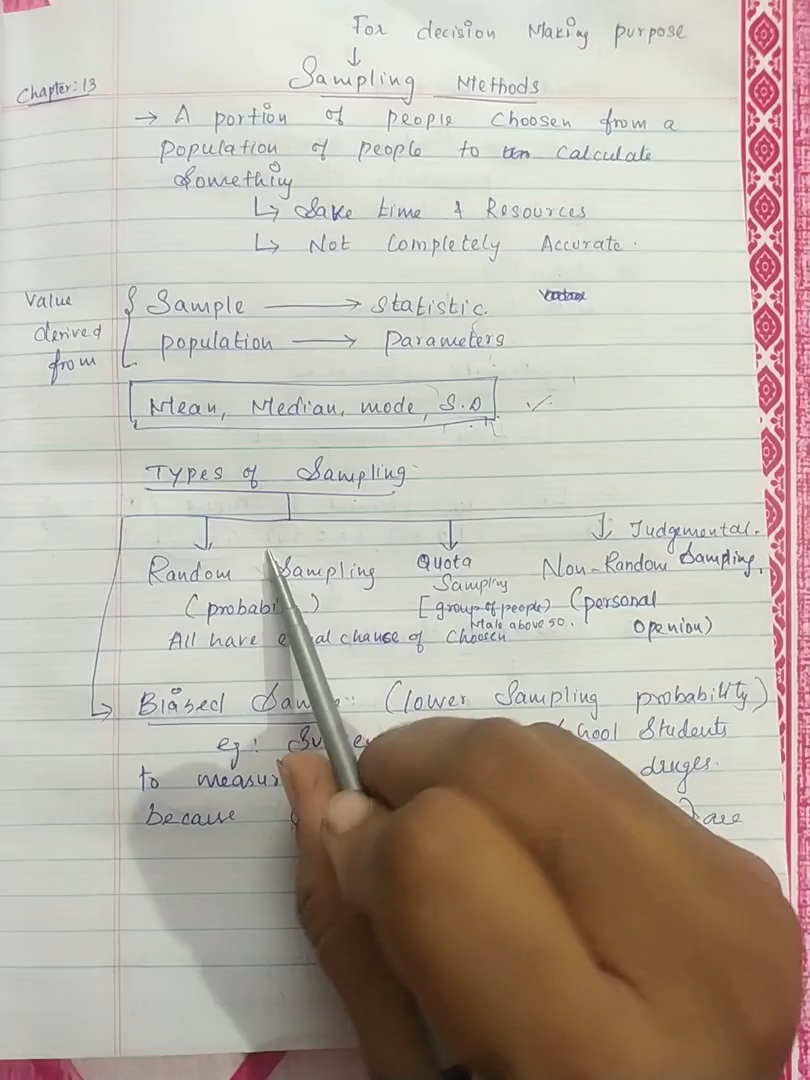 For decision Making purpose
↓
Chapter: 13
Sampling Methods
→ A portion of people Choosen from a
population of people to Calculate
Something
↳ Save time & Resources
↳ Not Completely Accurate.
Value derived from
{ Sample → Statistic.
population → parameters
Mean, Median, mode, S.D
Types of Sampling
Judgemental.
Random Sampling
Quota Sampling
Non-Random Sampling.
(probabi )
[group of people)
Male above 50.
(personal Openion)
All have chance of Choosen
↳ Biased (lower Sampling probability)
eg: Students
to druges.
because